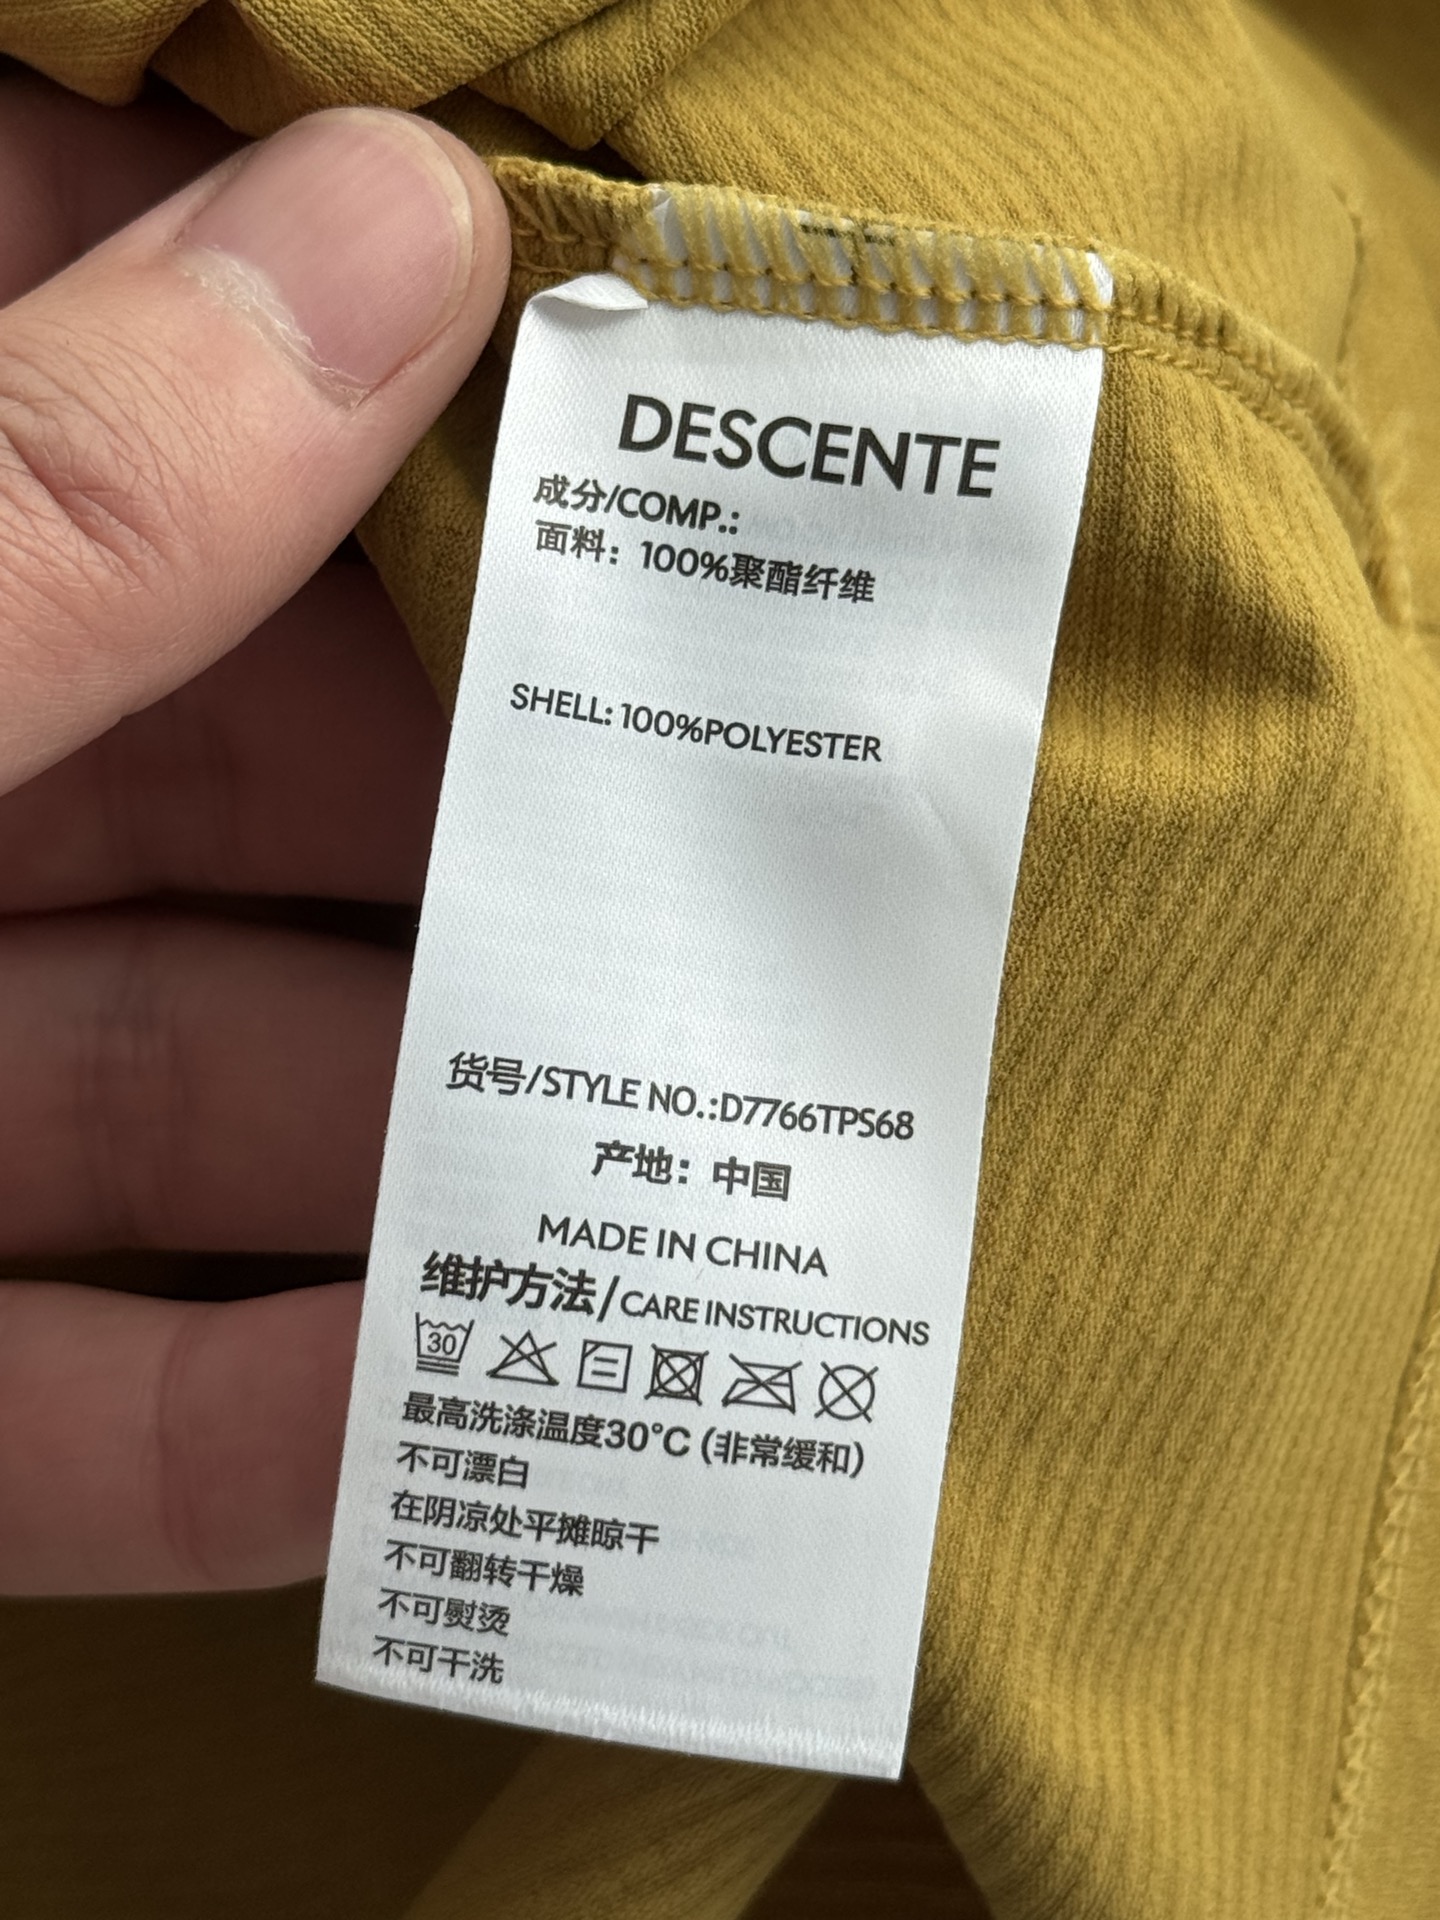 DESCENTE
成分/COMP.:
面料：100%聚酯纤维
SHELL: 100%POLYESTER
货号/STYLE NO.:D7766TPS68
产地：中国
MADE IN CHINA
维护方法/CARE INSTRUCTIONS
30
最高洗涤温度30°C (非常缓和)
不可漂白
在阴凉处平摊晾干
不可翻转干燥
不可熨烫
不可干洗